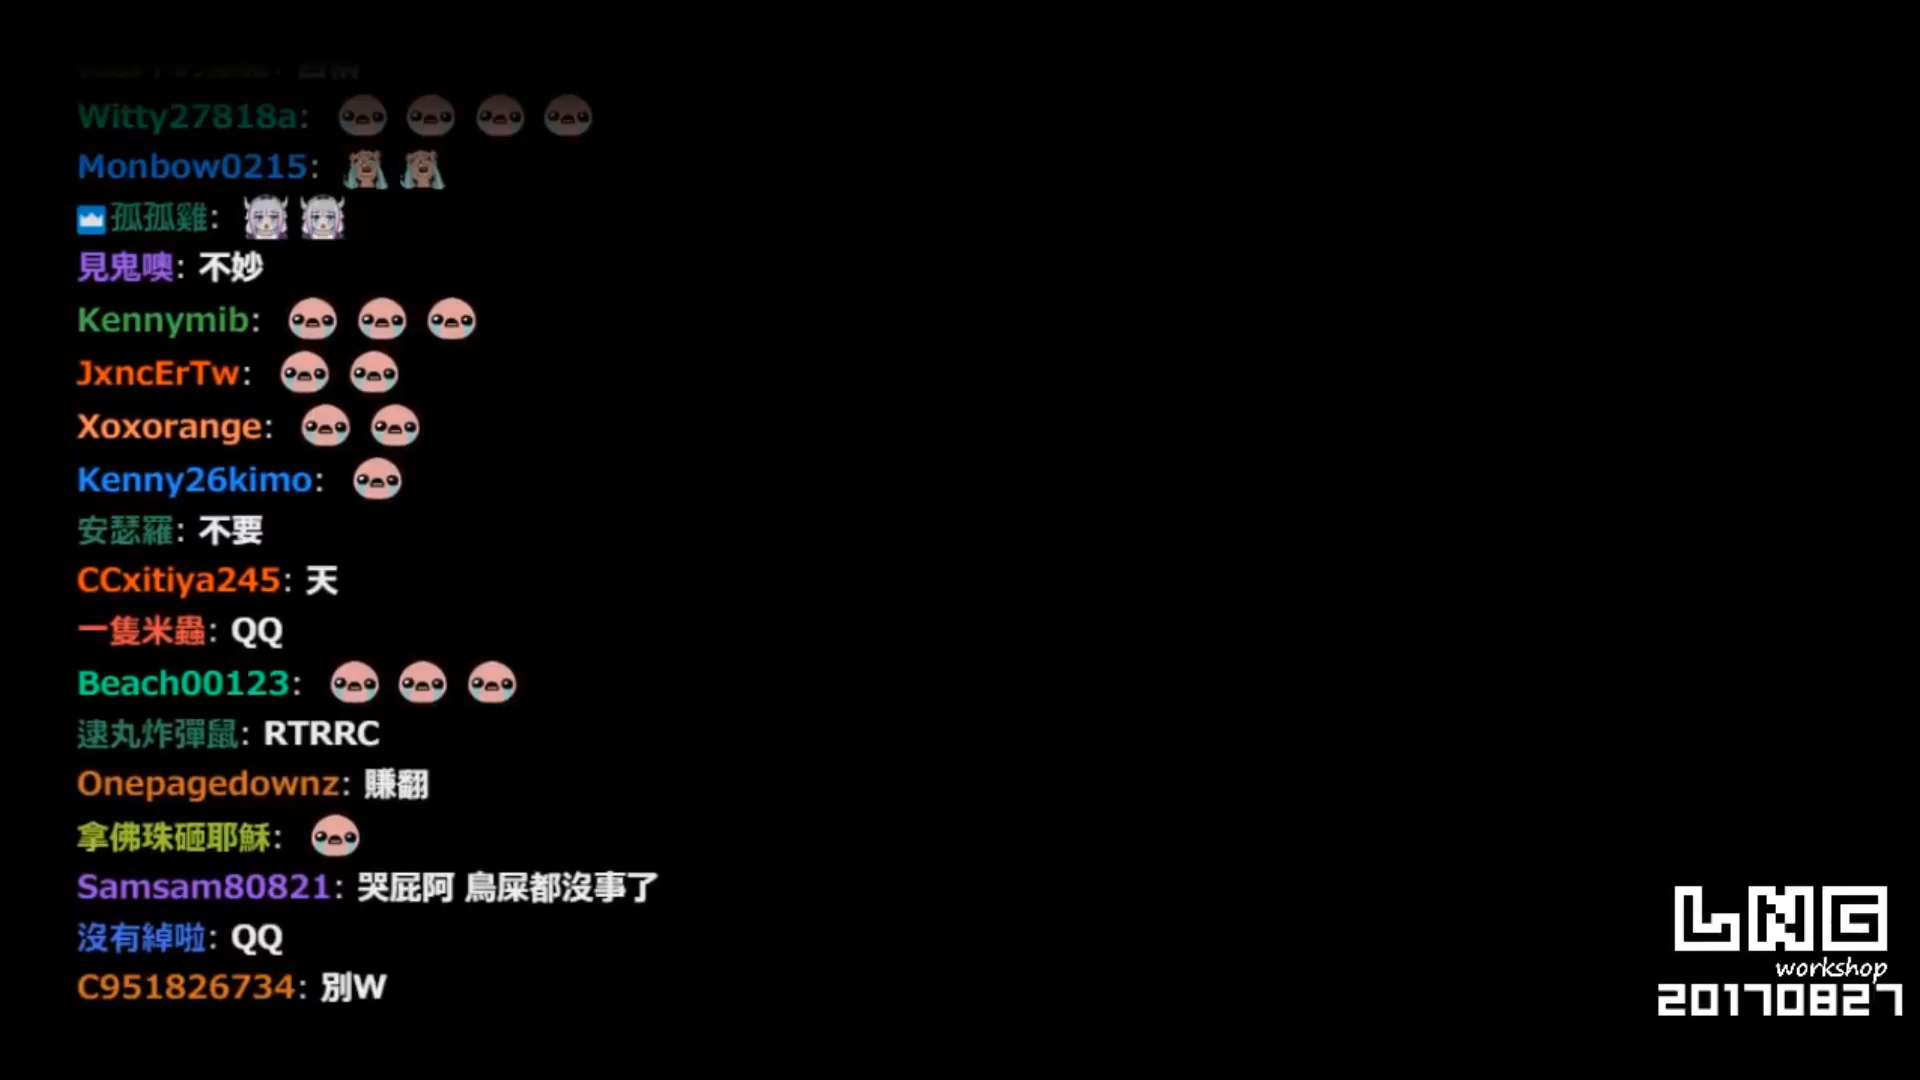 Witty27818a:
Monbow0215:
孤孤雞:
見鬼噢: 不妙
Kennymib:
JxncErTw:
Xoxorange:
Kenny26kimo:
安瑟羅: 不要
CCxitiya245: 天
一隻米蟲: QQ
Beach00123:
逮丸炸彈鼠: RTRRC
Onepagedownz: 賺翻
拿佛珠砸耶穌:
Samsam80821: 哭屁阿 鳥屎都沒事了
沒有綽啦: QQ
C951826734: 別W
LNG
workshop
20170827